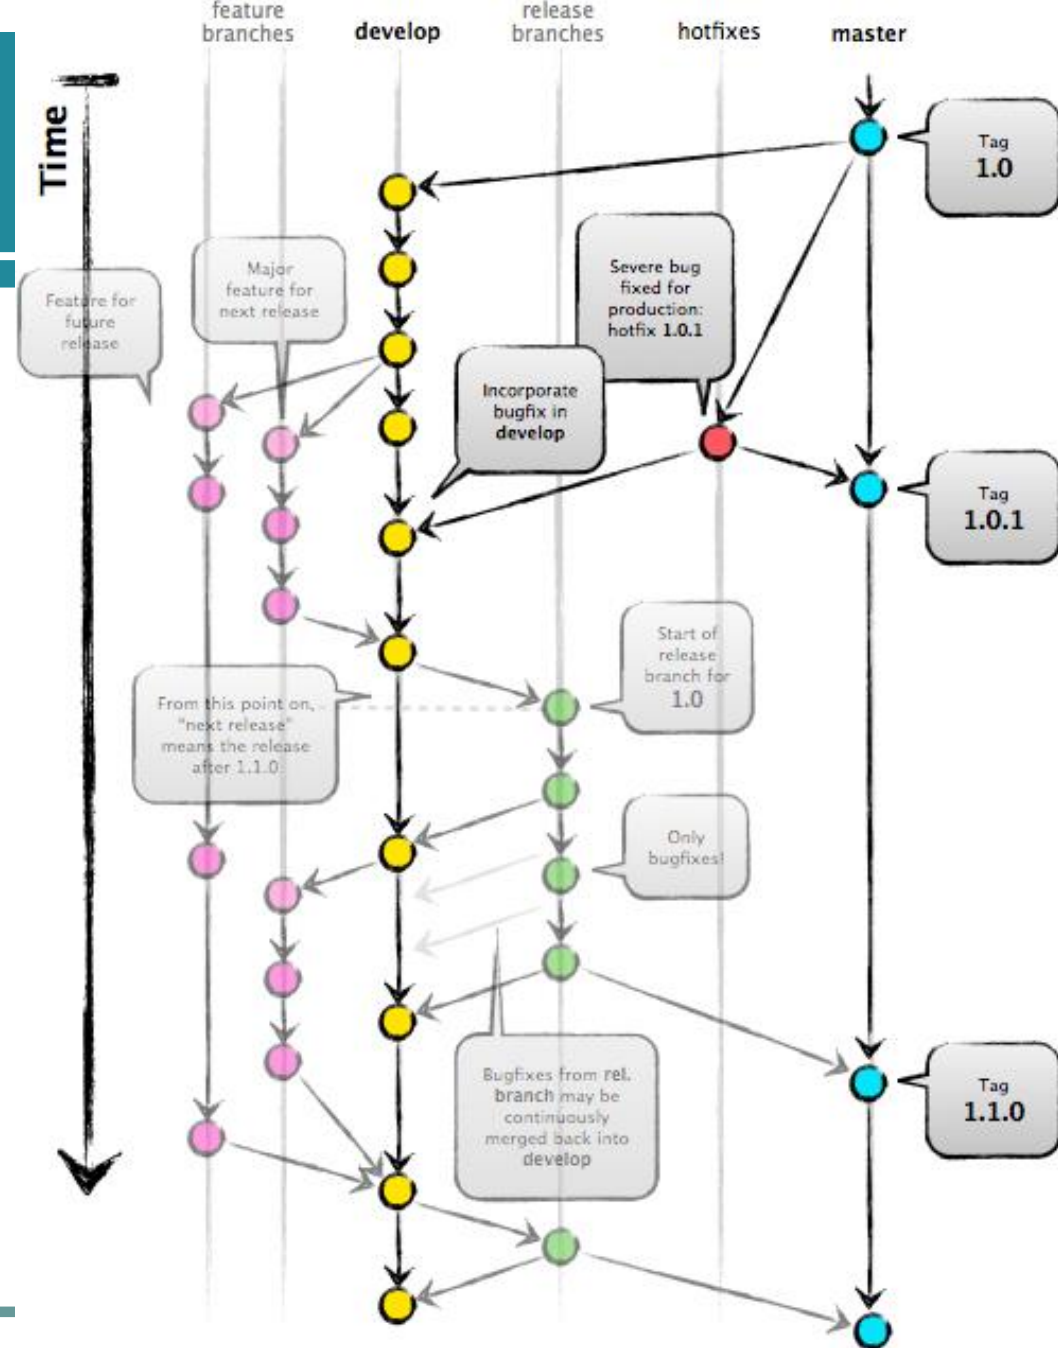 feature
branches
develop
release
branches
hotfixes
master
Time
Tag
1.0
Feature for
future
release
Major
feature for
next release
Severe bug
fixed for
production:
hotfix 1.0.1
Incorporate
bugfix in
develop
Tag
1.0.1
Start of
release
branch for
1.0
From this point on,
"next release"
means the release
after 1.1.0
Only
bugfixes!
Bugfixes from rel.
branch may be
continuously
merged back into
develop
Tag
1.1.0